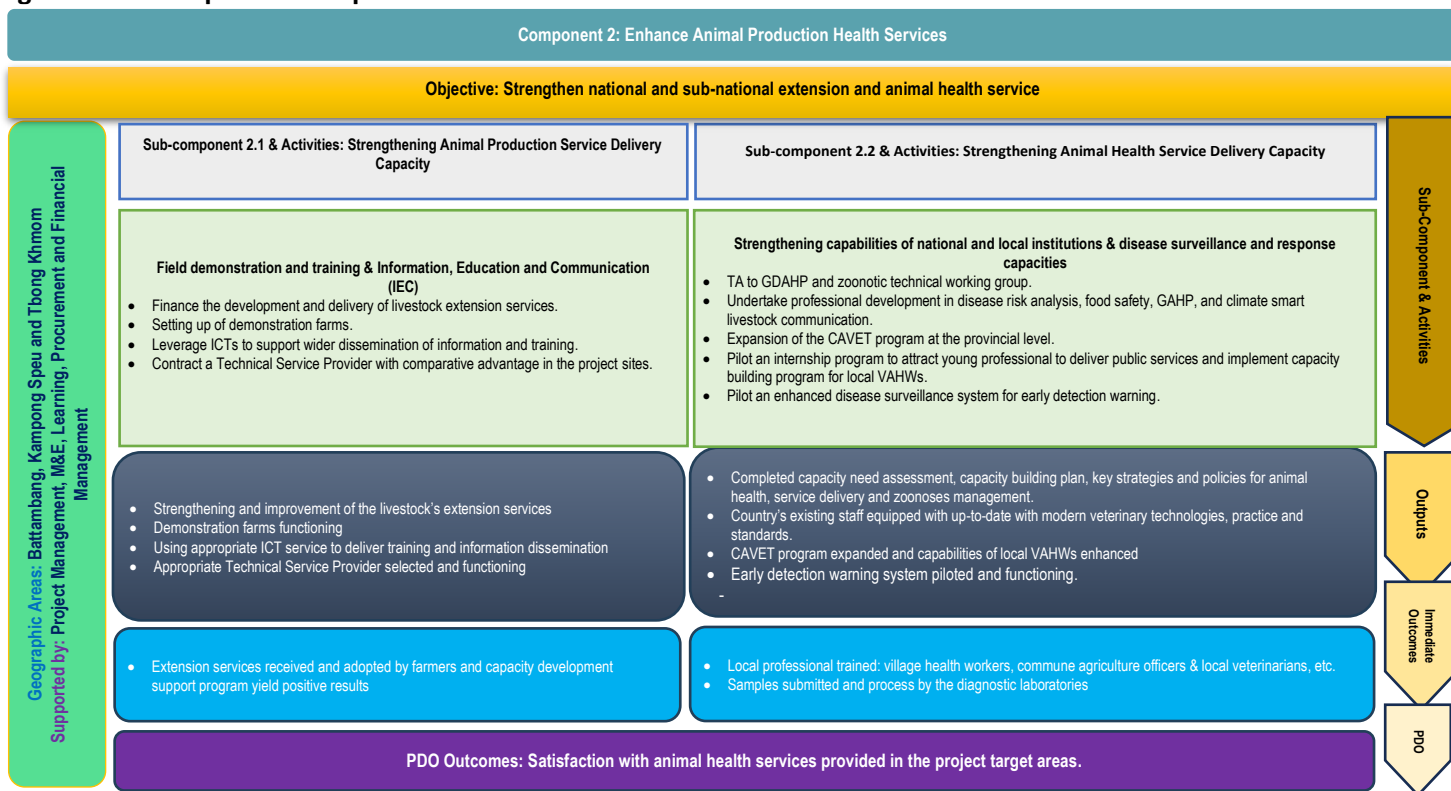 Component 2: Enhance Animal Production Health Services
Objective: Strengthen national and sub-national extension and animal health service
Geographic Areas: Battambang, Kampong Speu and Tbong Khmom
Supported by: Project Management, M&E, Learning, Procurement and Financial
Management
Sub-component 2.1 & Activities: Strengthening Animal Production Service Delivery
Capacity
Sub-component 2.2 & Activities: Strengthening Animal Health Service Delivery Capacity
Sub-Component & Activities
Field demonstration and training & Information, Education and Communication
(IEC)
• Finance the development and delivery of livestock extension services.
• Setting up of demonstration farms.
• Leverage ICTs to support wider dissemination of information and training.
• Contract a Technical Service Provider with comparative advantage in the project sites.
Strengthening capabilities of national and local institutions & disease surveillance and response
capacities
• TA to GDAHP and zoonotic technical working group.
• Undertake professional development in disease risk analysis, food safety, GAHP, and climate smart
livestock communication.
• Expansion of the CAVET program at the provincial level.
• Pilot an internship program to attract young professional to deliver public services and implement capacity
building program for local VAHWs.
• Pilot an enhanced disease surveillance system for early detection warning.
• Strengthening and improvement of the livestock's extension services
• Demonstration farms functioning
• Using appropriate ICT service to deliver training and information dissemination
• Appropriate Technical Service Provider selected and functioning
• Completed capacity need assessment, capacity building plan, key strategies and policies for animal
health, service delivery and zoonoses management.
• Country's existing staff equipped with up-to-date with modern veterinary technologies, practice and
standards.
• CAVET program expanded and capabilities of local VAHWs enhanced
• Early detection warning system piloted and functioning.
-
Outputs
• Extension services received and adopted by farmers and capacity development
support program yield positive results
• Local professional trained: village health workers, commune agriculture officers & local veterinarians, etc.
• Samples submitted and process by the diagnostic laboratories
Immediate
Outcomes
PDO Outcomes: Satisfaction with animal health services provided in the project target areas.
PDO